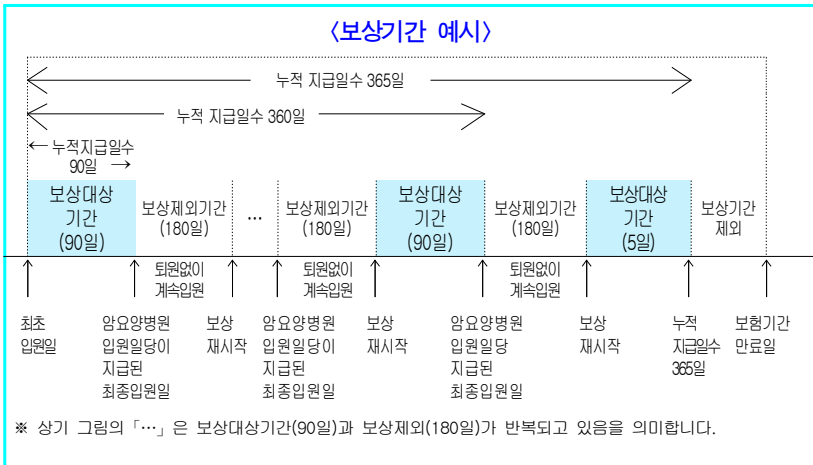 〈보상기간 예시〉
누적 지급일수 365일
누적 지급일수 360일
← 누적지급일수
90일 →
보상대상
기간
(90일)
보상제외기간
(180일)
…
보상제외기간
(180일)
보상대상
기간
(90일)
보상제외기간
(180일)
보상대상
기간
(5일)
보상기간
제외
퇴원없이
계속입원
퇴원없이
계속입원
퇴원없이
계속입원
최초
입원일
암요양병원
입원일당이
지급된
최종입원일
보상
재시작
암요양병원
입원일당이
지급된
최종입원일
보상
재시작
암요양병원
입원일당
지급된
최종입원일
보상
재시작
누적
지급일수
365일
보험기간
만료일
※ 상기 그림의「…」은 보상대상기간(90일)과 보상제외(180일)가 반복되고 있음을 의미합니다.